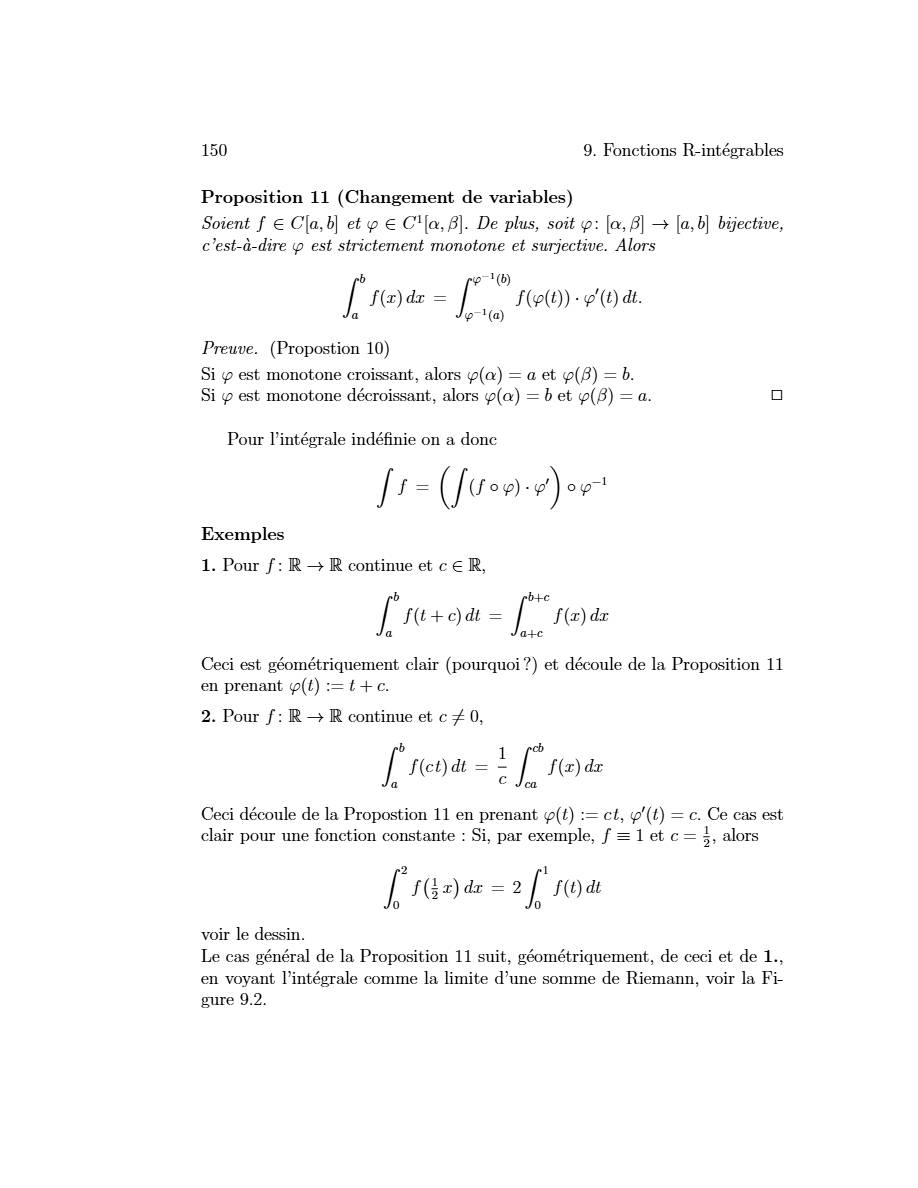 150 9. Fonctions R-intégrables
Proposition 11 (Changement de variables)
Soient f ∈ C[a, b] et φ ∈ C¹[α, β]. De plus, soit φ: [α, β] → [a, b] bijective,
c'est-à-dire φ est strictement monotone et surjective. Alors
∫_a^b f(x) dx = ∫_{φ⁻¹(a)}^{φ⁻¹(b)} f(φ(t)) · φ′(t) dt.
Preuve. (Propostion 10)
Si φ est monotone croissant, alors φ(α) = a et φ(β) = b.
Si φ est monotone décroissant, alors φ(α) = b et φ(β) = a. □
Pour l'intégrale indéfinie on a donc
∫ f = (∫ (f ∘ φ) · φ′) ∘ φ⁻¹
Exemples
1. Pour f: ℝ → ℝ continue et c ∈ ℝ,
∫_a^b f(t + c) dt = ∫_{a+c}^{b+c} f(x) dx
Ceci est géométriquement clair (pourquoi ?) et découle de la Proposition 11
en prenant φ(t) := t + c.
2. Pour f: ℝ → ℝ continue et c ≠ 0,
∫_a^b f(ct) dt = 1/c ∫_{ca}^{cb} f(x) dx
Ceci découle de la Propostion 11 en prenant φ(t) := ct, φ′(t) = c. Ce cas est
clair pour une fonction constante : Si, par exemple, f ≡ 1 et c = 1/2, alors
∫_0^2 f(1/2 x) dx = 2 ∫_0^1 f(t) dt
voir le dessin.
Le cas général de la Proposition 11 suit, géométriquement, de ceci et de 1.,
en voyant l'intégrale comme la limite d'une somme de Riemann, voir la Fi-
gure 9.2.